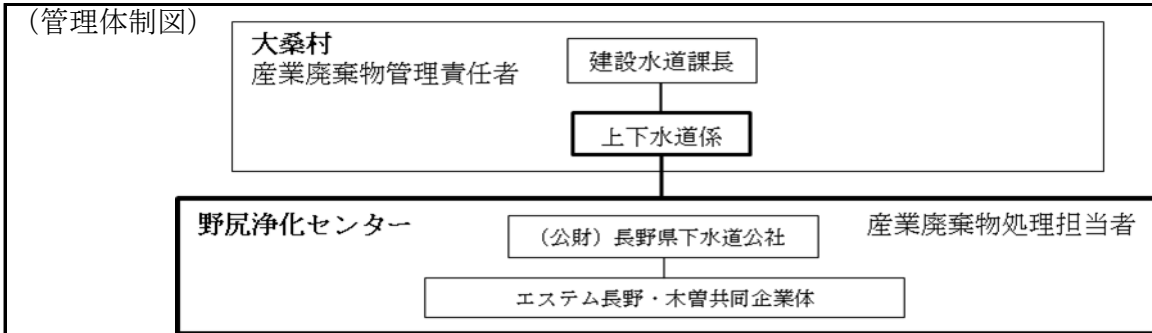 （管理体制図）
大桑村
産業廃棄物管理責任者
建設水道課長
上下水道係
野尻浄化センター
（公財）長野県下水道公社
産業廃棄物処理担当者
エステム長野・木曽共同企業体